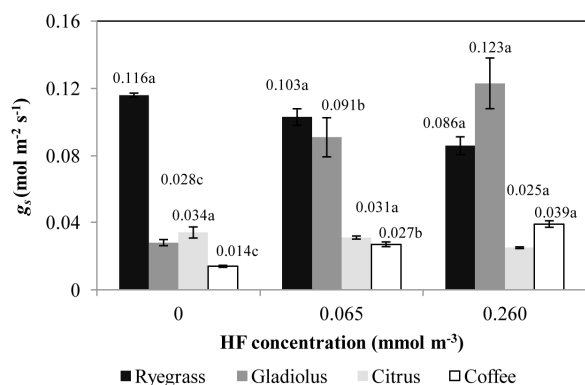 0.16
0.12
0.08
0.04
0
gs (mol m-2 s-1)
0.116a
0.028c
0.034a
0.014c
0.103a
0.091b
0.031a
0.027b
0.086a
0.123a
0.025a
0.039a
0
0.065
0.260
HF concentration (mmol m-3)
Ryegrass
Gladiolus
Citrus
Coffee